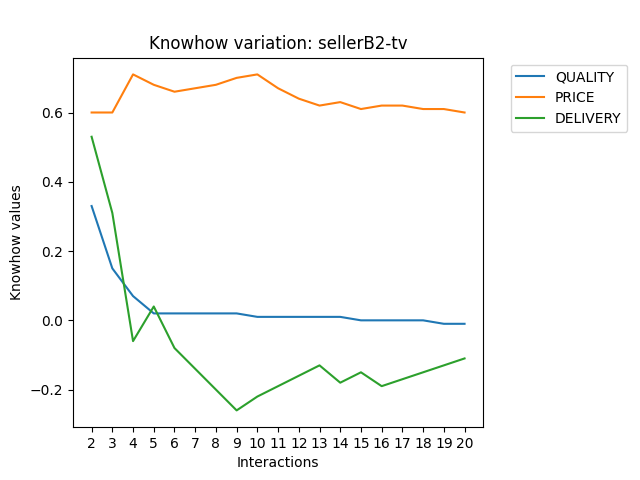 Knowhow variation: sellerB2-tv
QUALITY
PRICE
DELIVERY
Knowhow values
0.6
0.4
0.2
0.0
−0.2
2 3 4 5 6 7 8 9 10 11 12 13 14 15 16 17 18 19 20
Interactions